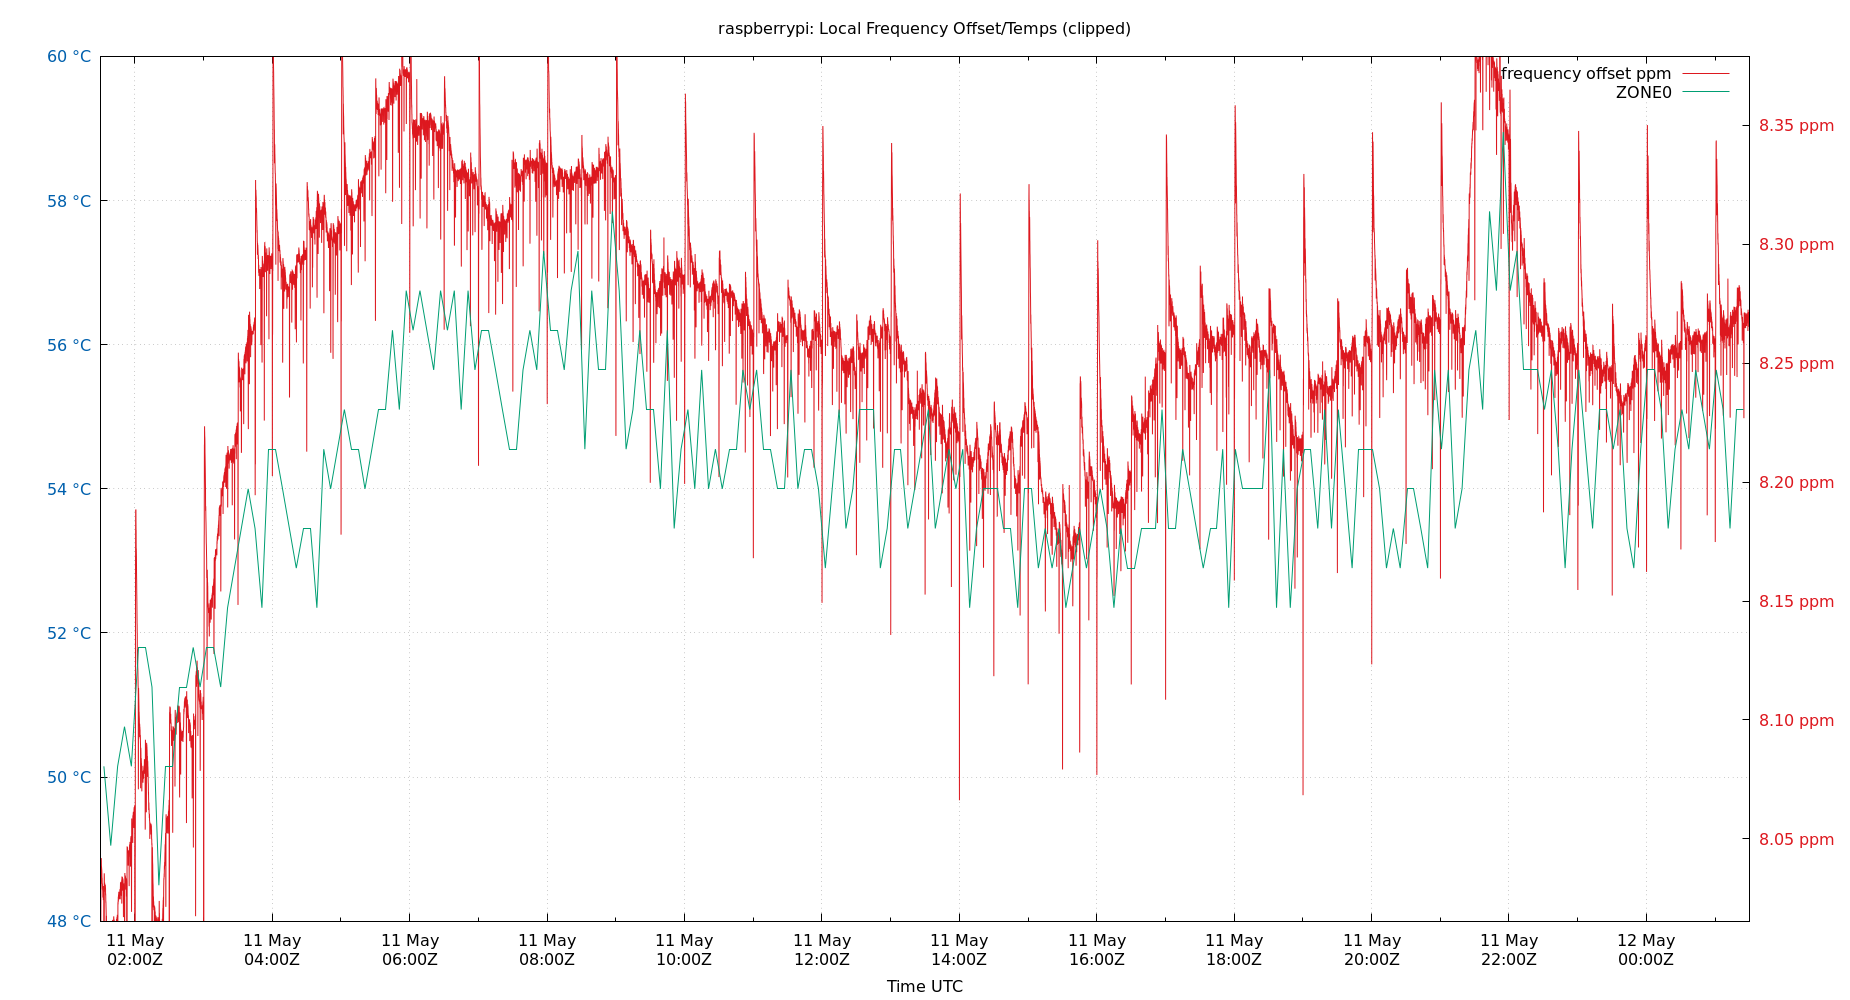 raspberrypi: Local Frequency Offset/Temps (clipped)
60 °C
58 °C
56 °C
54 °C
52 °C
50 °C
48 °C
frequency offset ppm
ZONE0
8.35 ppm
8.30 ppm
8.25 ppm
8.20 ppm
8.15 ppm
8.10 ppm
8.05 ppm
11 May 11 May 11 May 11 May 11 May 11 May 11 May 11 May 11 May 11 May 11 May 12 May
02:00Z 04:00Z 06:00Z 08:00Z 10:00Z 12:00Z 14:00Z 16:00Z 18:00Z 20:00Z 22:00Z 00:00Z
Time UTC